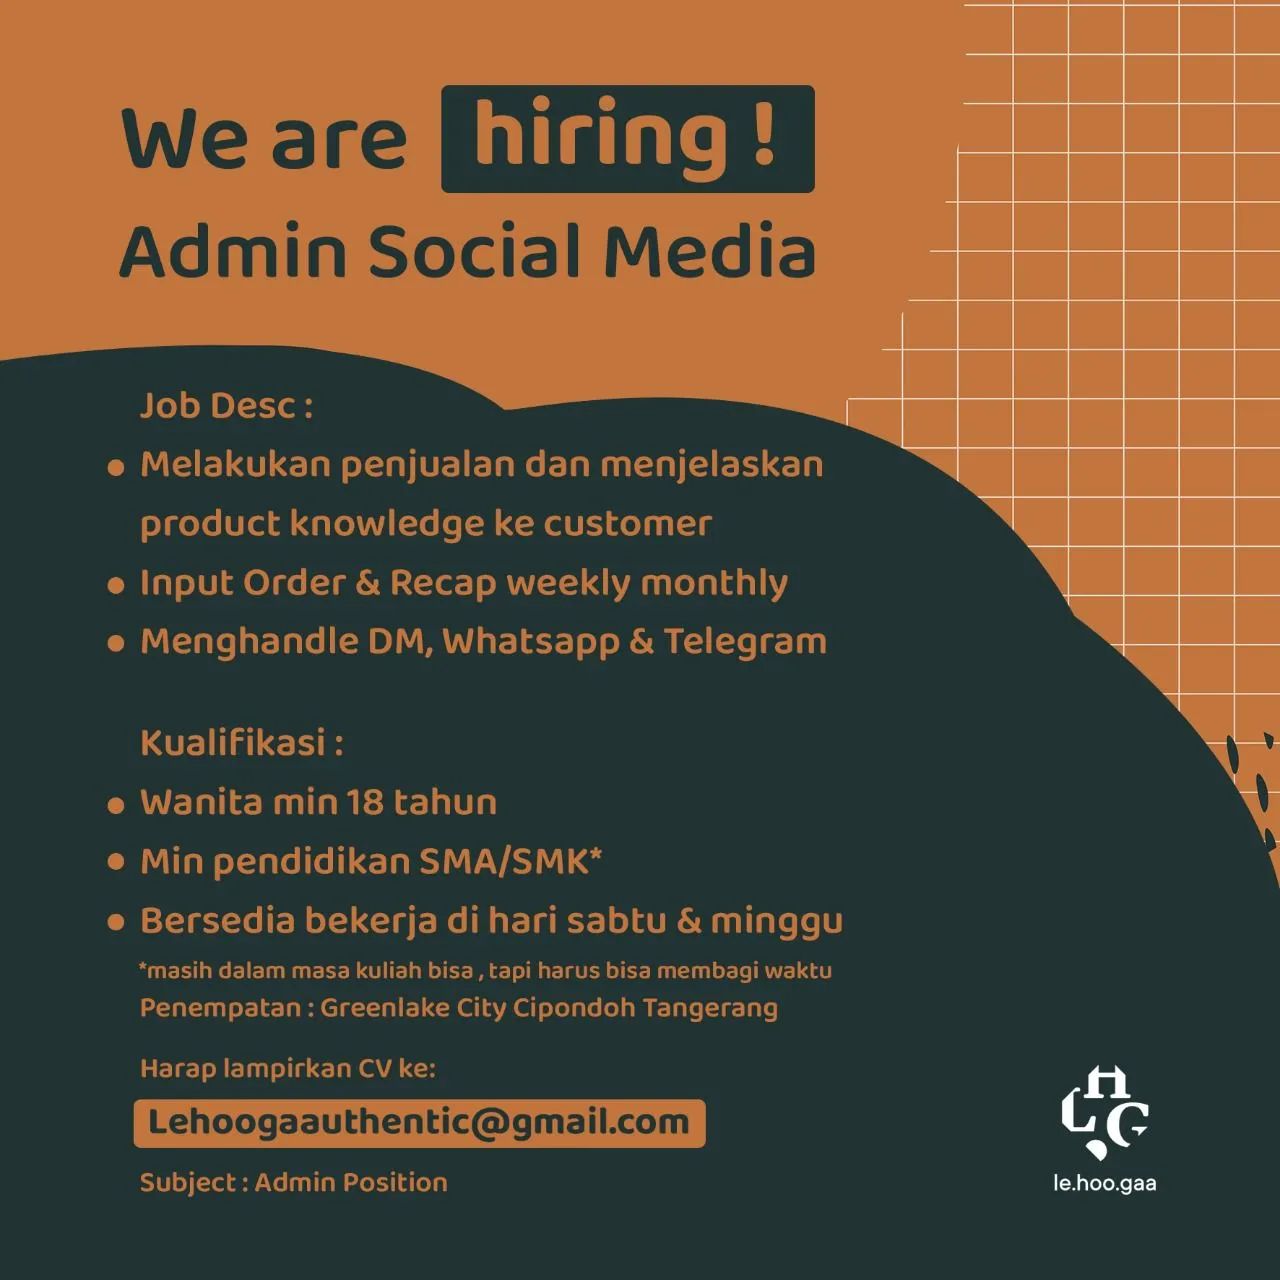 We are hiring !
Admin Social Media
Job Desc :
• Melakukan penjualan dan menjelaskan
product knowledge ke customer
• Input Order & Recap weekly monthly
• Menghandle DM, Whatsapp & Telegram
Kualifikasi :
• Wanita min 18 tahun
• Min pendidikan SMA/SMK*
• Bersedia bekerja di hari sabtu & minggu
*masih dalam masa kuliah bisa , tapi harus bisa membagi waktu
Penempatan : Greenlake City Cipondoh Tangerang
Harap lampirkan CV ke:
Lehoogaauthentic@gmail.com
Subject : Admin Position
H
L G
le.hoo.gaa